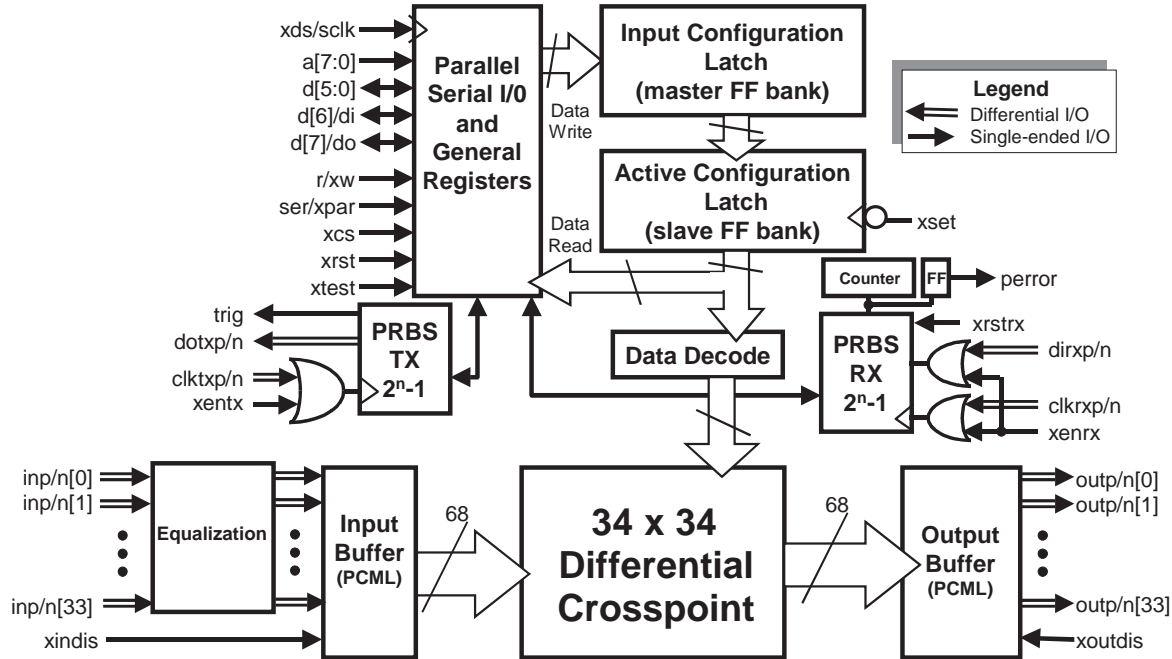 xds/sclk
a[7:0]
d[5:0]
d[6]/di
d[7]/do
r/xw
ser/xpar
xcs
xrst
xtest
Parallel
Serial I/0
and
General
Registers
Data
Write
Data
Read
Input Configuration
Latch
(master FF bank)
Active Configuration
Latch
(slave FF bank)
xset
Legend
Differential I/O
Single-ended I/O
Counter
FF
perror
trig
dotxp/n
clktxp/n
xentx
PRBS
TX
2ⁿ-1
Data Decode
PRBS
RX
2ⁿ-1
xrstrx
dirxp/n
clkrxp/n
xenrx
inp/n[0]
inp/n[1]
inp/n[33]
xindis
Equalization
Input
Buffer
(PCML)
68
34 x 34
Differential
Crosspoint
68
Output
Buffer
(PCML)
outp/n[0]
outp/n[1]
outp/n[33]
xoutdis